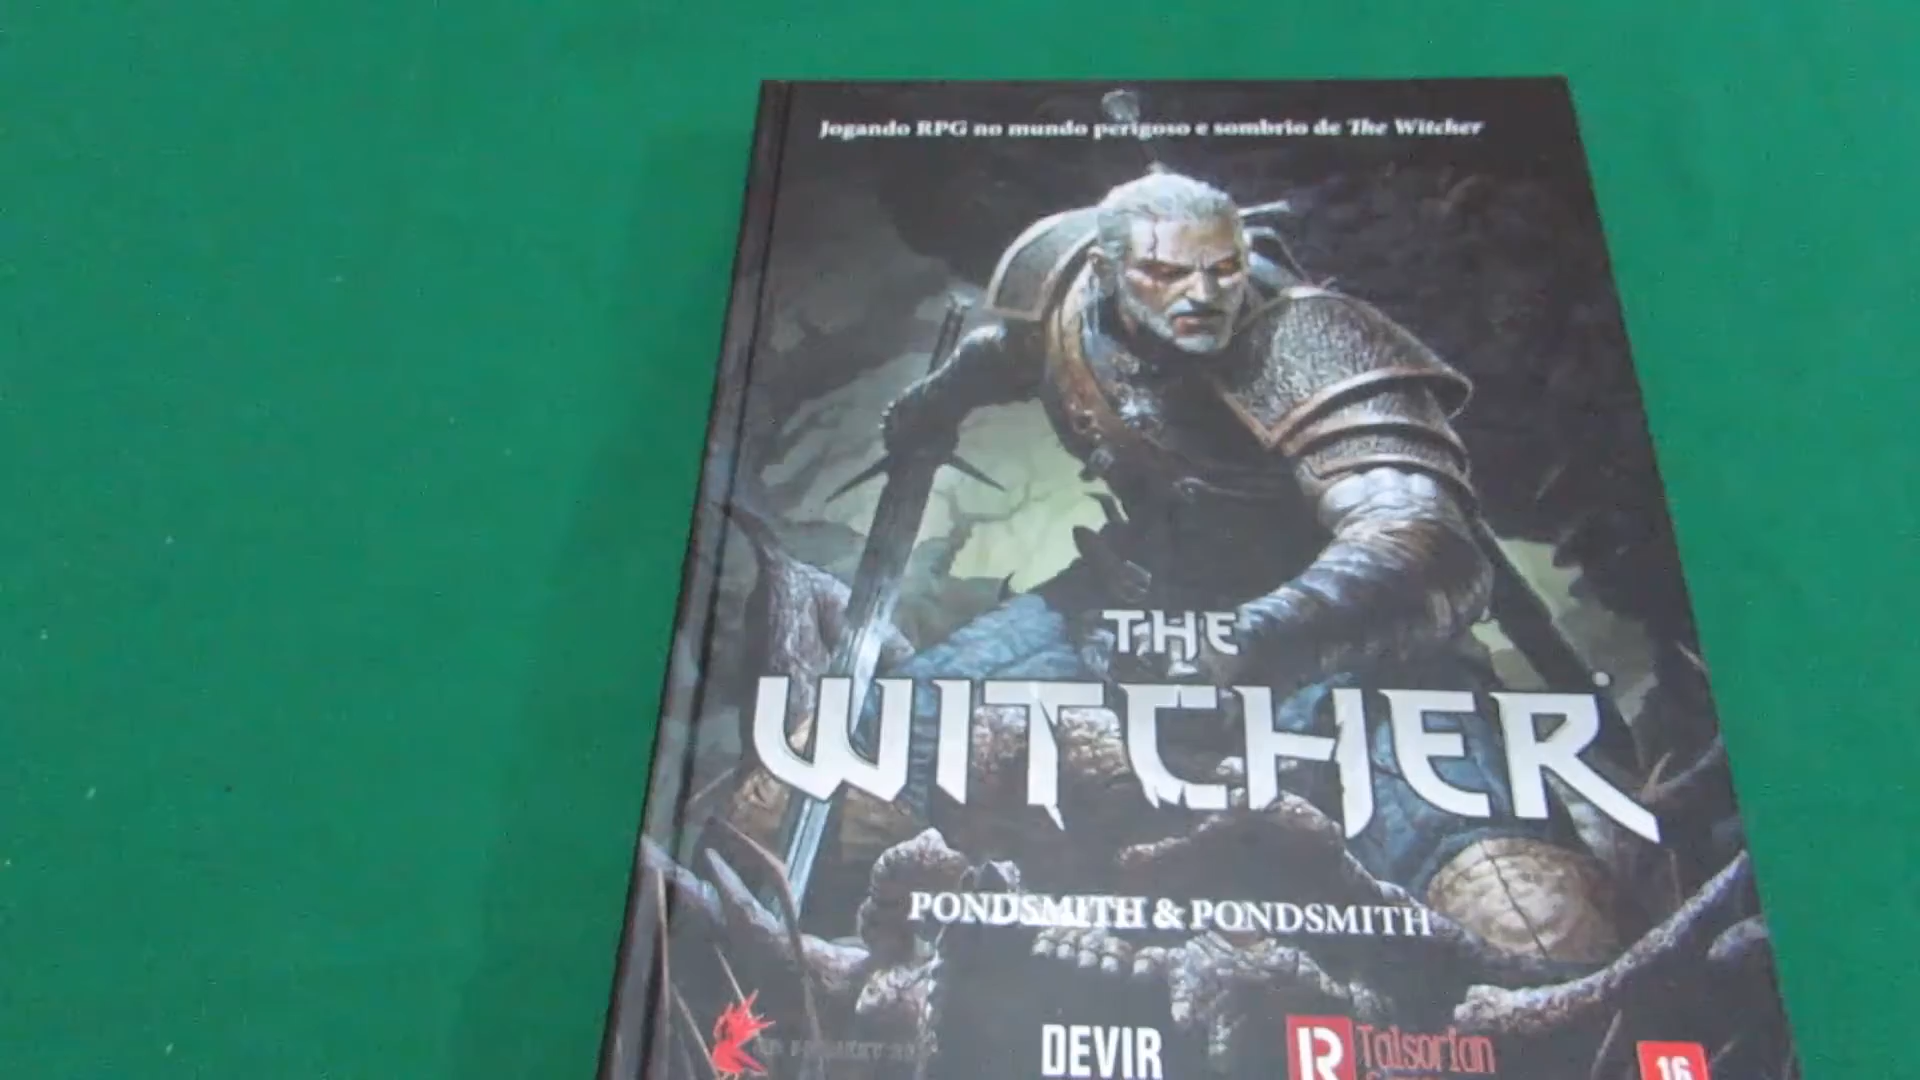 Jogando RPG no mundo perigoso e sombrio de The Witcher
THE
WITCHER
PONDSMITH & PONDSMITH
DEVIR
R Talsorian
16